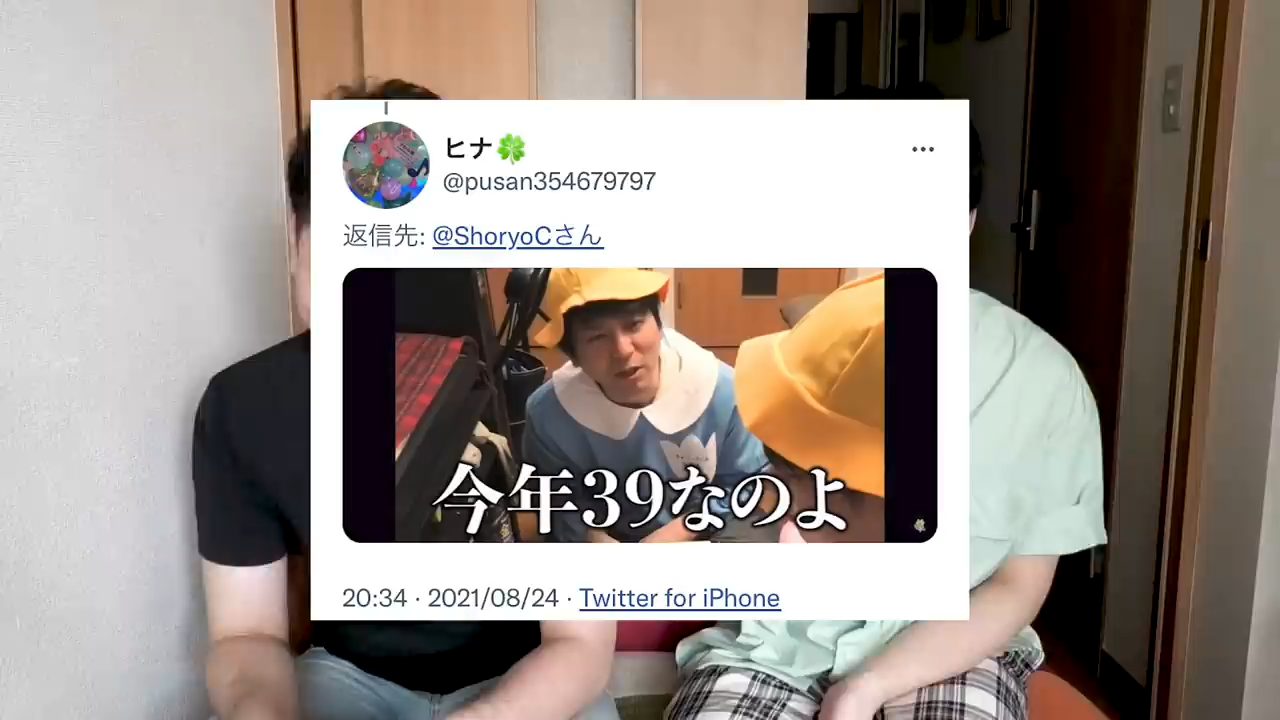 ヒナ🍀
@pusan354679797
返信先: @ShoryoCさん
今年39なのよ
20:34 · 2021/08/24 · Twitter for iPhone